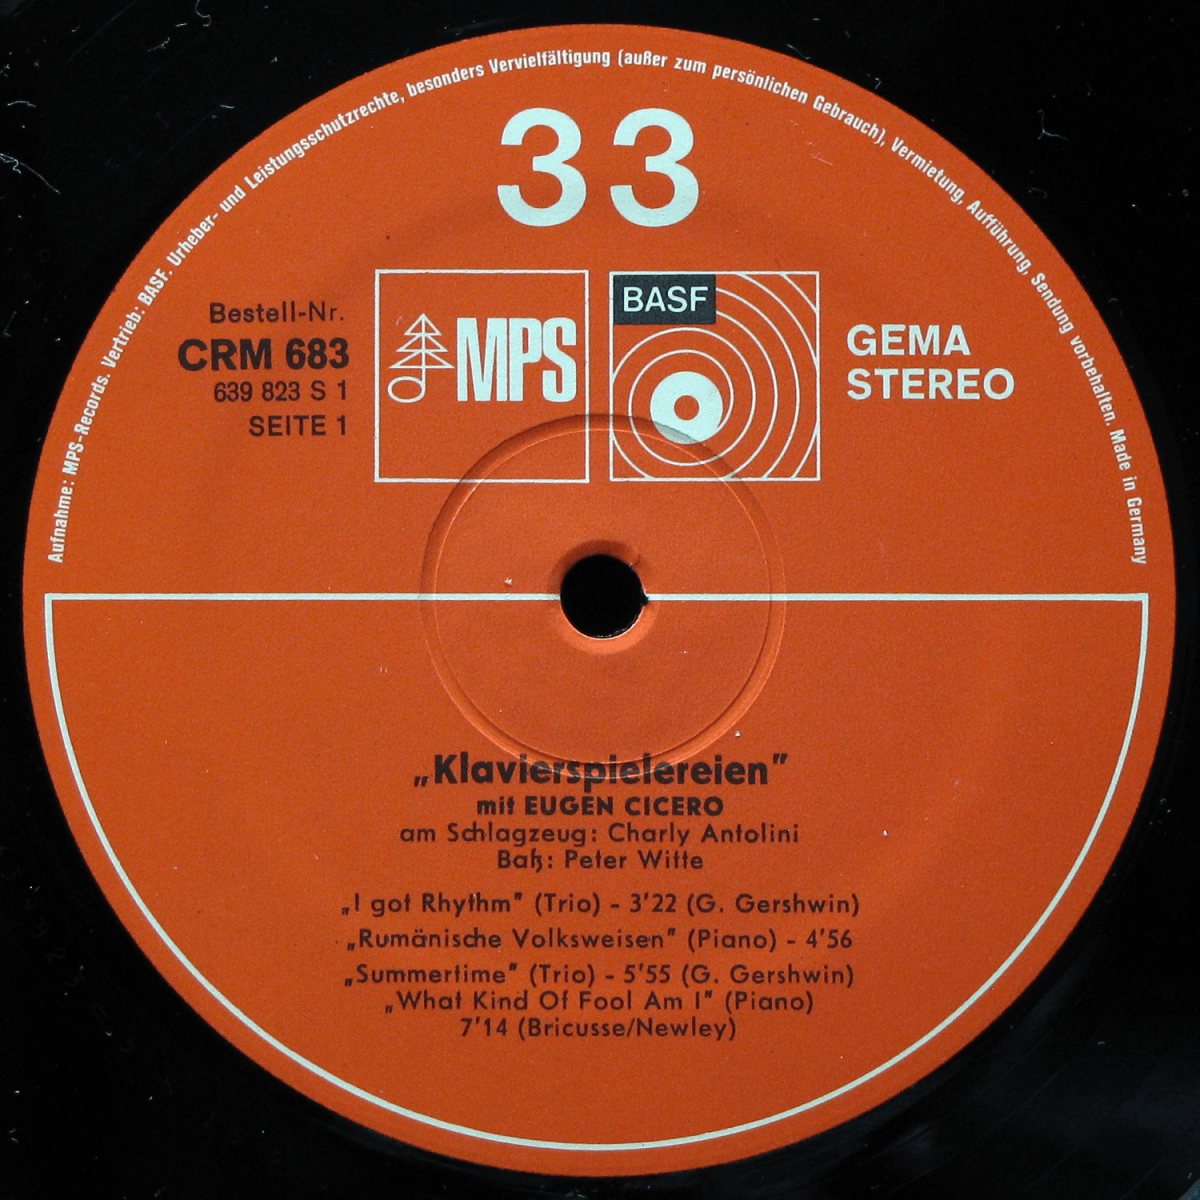 Aufnahme: MPS-Records. Vertrieb: BASF. Urheber- und Leistungsschutzrechte, besonders Vervielfältigung (außer zum persönlichen Gebrauch), Vermietung, Aufführung, Sendung vorbehalten. Made in Germany
33
Bestell-Nr.
CRM 683
639 823 S 1
SEITE 1
MPS
BASF
GEMA
STEREO
„Klavierspielereien"
mit EUGEN CICERO
am Schlagzeug: Charly Antolini
Baß: Peter Witte
„I got Rhythm" (Trio) - 3'22 (G. Gershwin)
„Rumänische Volksweisen" (Piano) - 4'56
„Summertime" (Trio) - 5'55 (G. Gershwin)
„What Kind Of Fool Am I" (Piano)
7'14 (Bricusse/Newley)